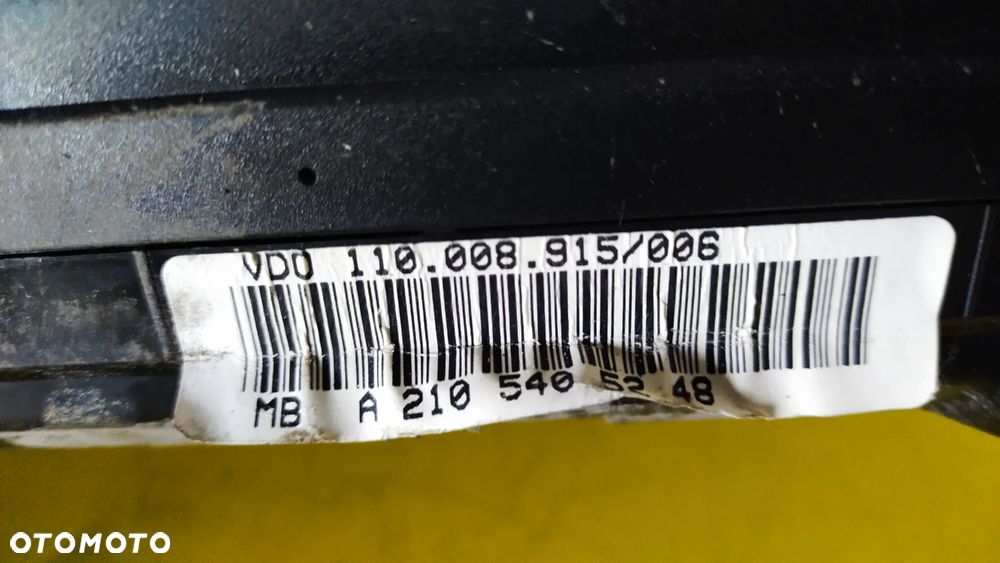 VDO 110.008.915/006
MB A 210 540 52 48
OTOMOTO